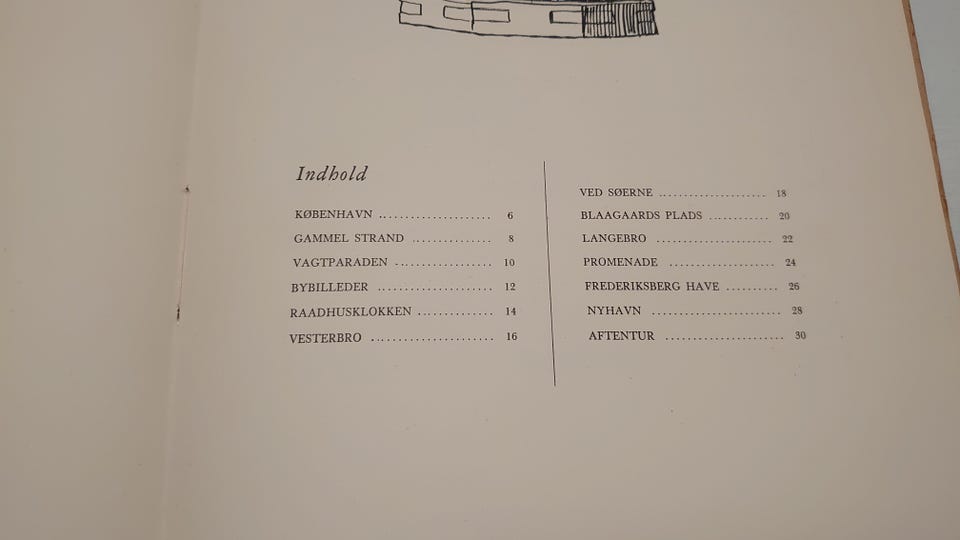 Indhold
KØBENHAVN .................... 6
GAMMEL STRAND .............. 8
VAGTPARADEN .................. 10
BYBILLEDER ..................... 12
RAADHUSKLOKKEN .............. 14
VESTERBRO ....................... 16
VED SØERNE .................... 18
BLAAGAARDS PLADS ............ 20
LANGEBRO ...................... 22
PROMENADE .................... 24
FREDERIKSBERG HAVE .......... 26
NYHAVN ......................... 28
AFTENTUR ...................... 30